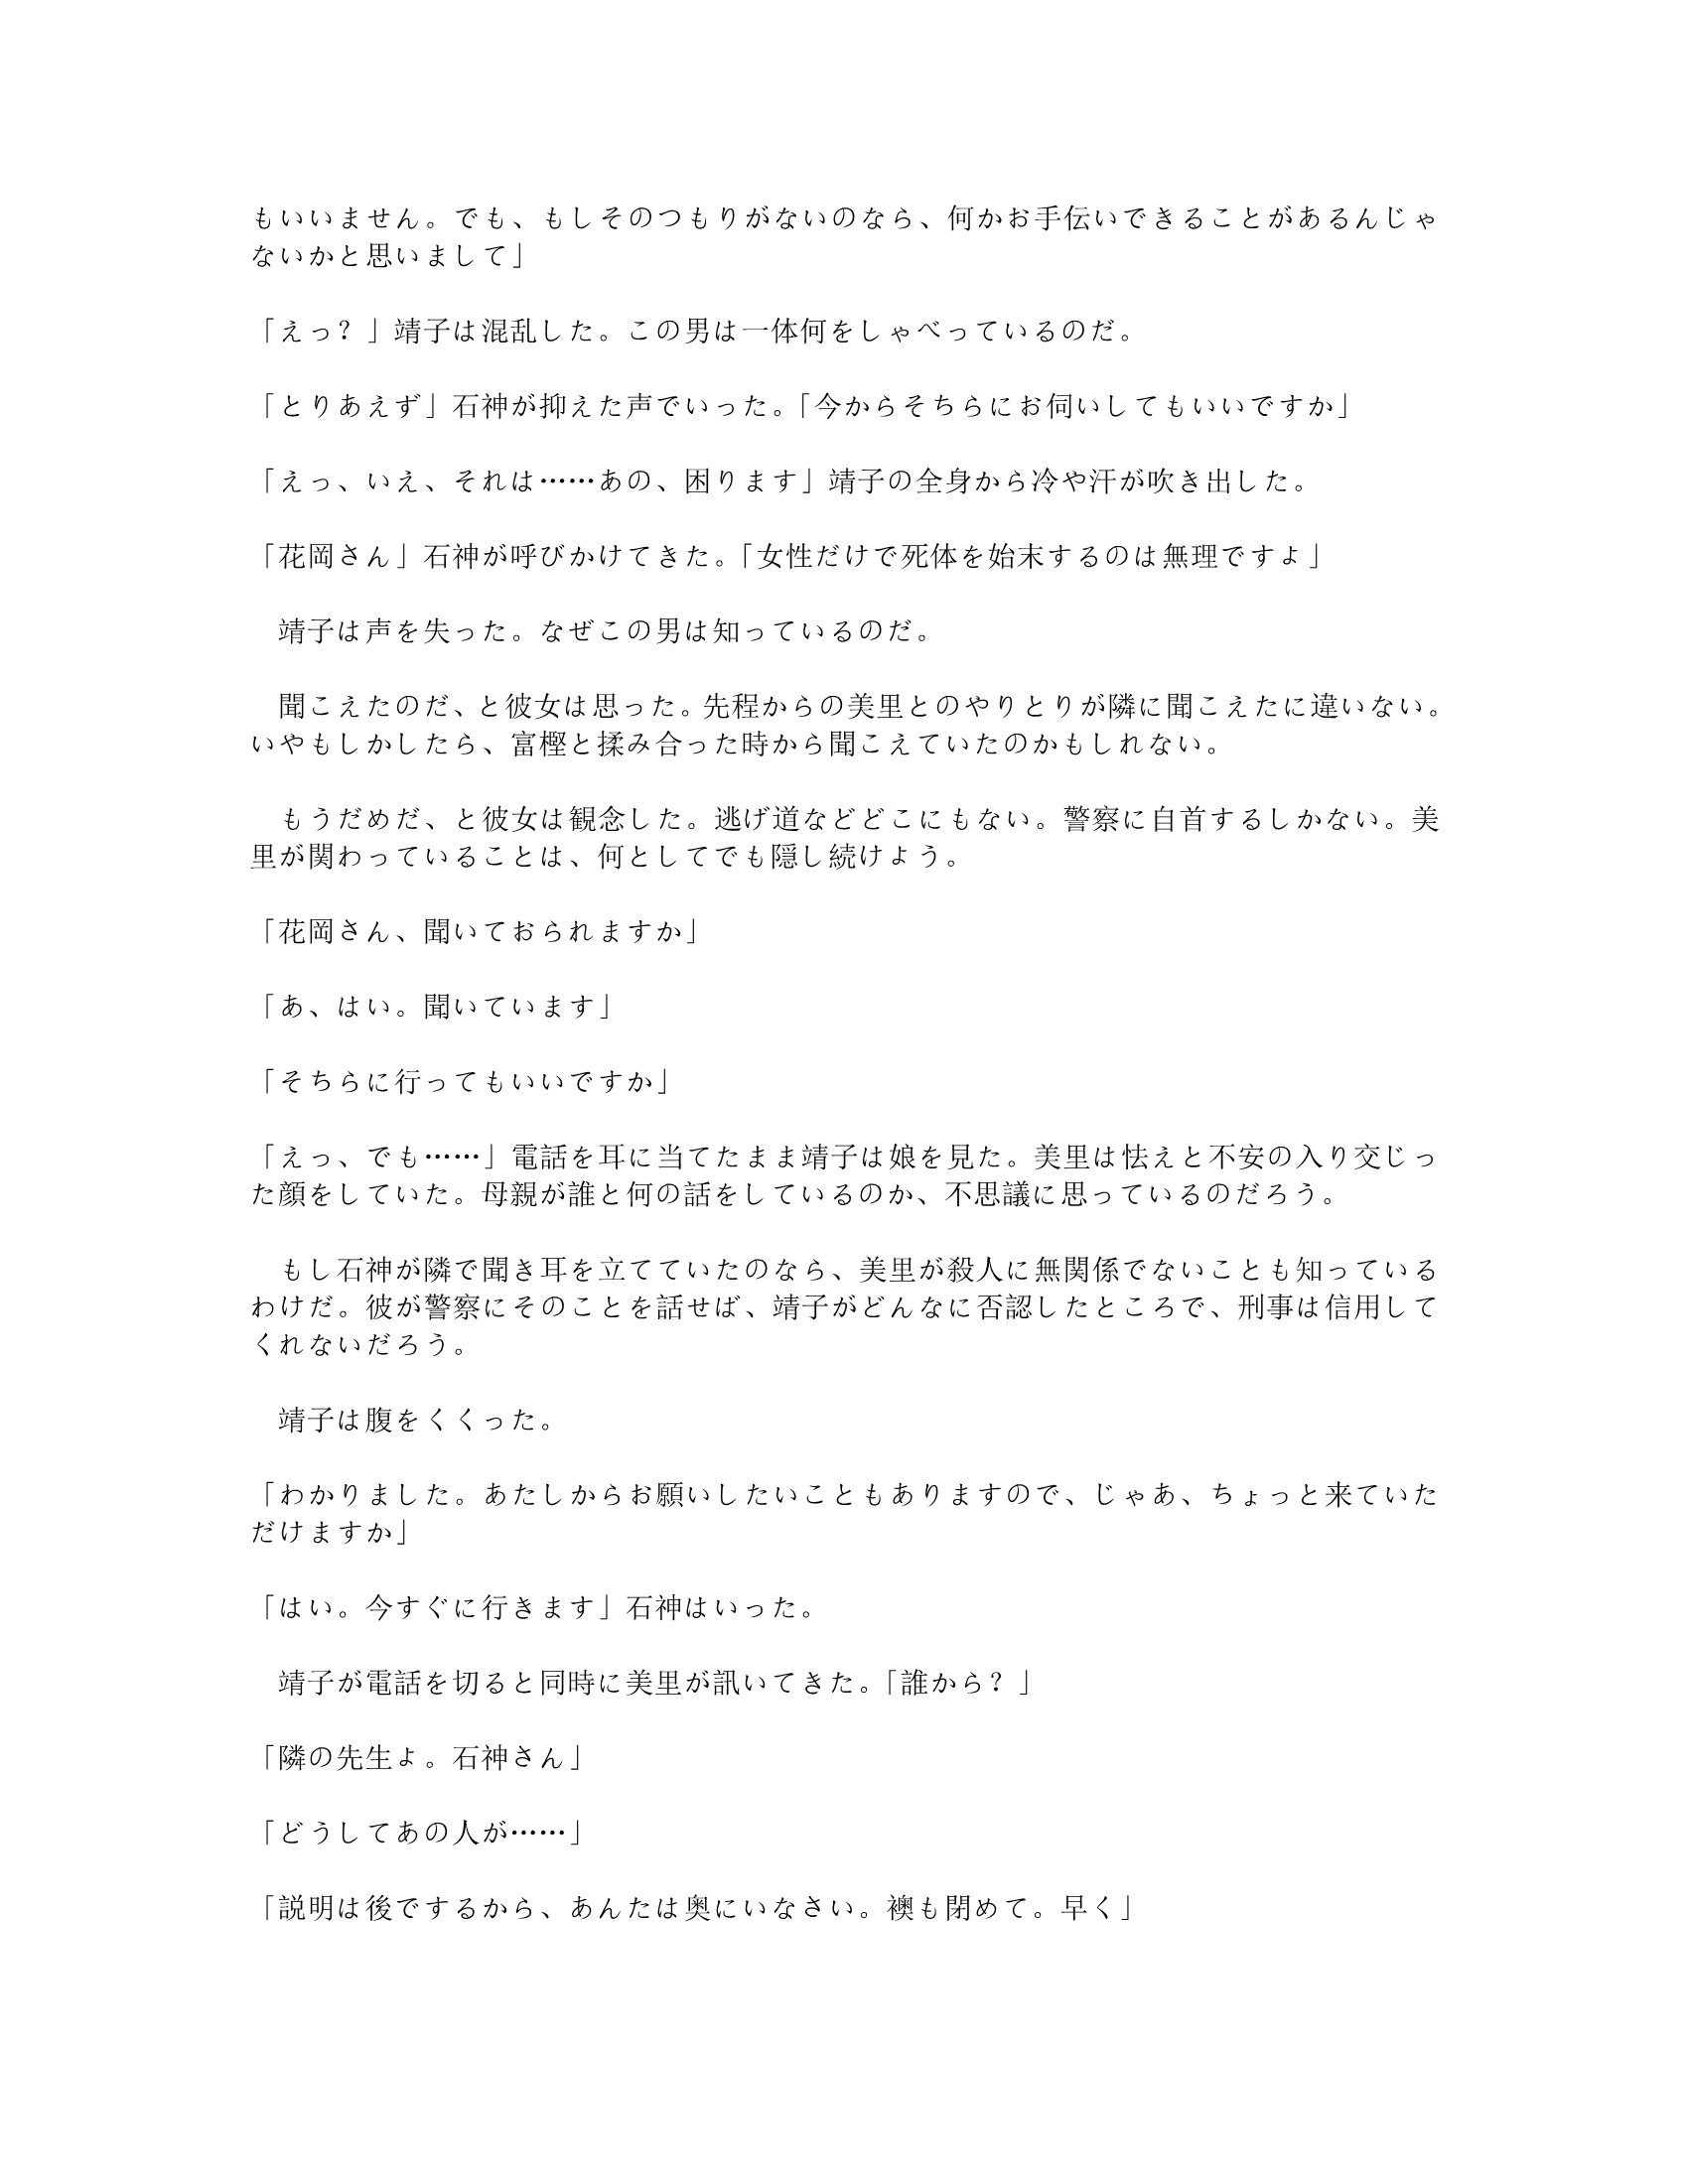 もいいません。でも、もしそのつもりがないのなら、何かお手伝いできることがあるんじゃ
ないかと思いまして」
「えっ？」靖子は混乱した。この男は一体何をしゃべっているのだ。
「とりあえず」石神が抑えた声でいった。「今からそちらにお伺いしてもいいですか」
「えっ、いえ、それは……あの、困ります」靖子の全身から冷や汗が吹き出した。
「花岡さん」石神が呼びかけてきた。「女性だけで死体を始末するのは無理ですよ」
　靖子は声を失った。なぜこの男は知っているのだ。
　聞こえたのだ、と彼女は思った。先程からの美里とのやりとりが隣に聞こえたに違いない。
いやもしかしたら、富樫と揉み合った時から聞こえていたのかもしれない。
　もうだめだ、と彼女は観念した。逃げ道などどこにもない。警察に自首するしかない。美
里が関わっていることは、何としてでも隠し続けよう。
「花岡さん、聞いておられますか」
「あ、はい。聞いています」
「そちらに行ってもいいですか」
「えっ、でも……」電話を耳に当てたまま靖子は娘を見た。美里は怯えと不安の入り交じっ
た顔をしていた。母親が誰と何の話をしているのか、不思議に思っているのだろう。
　もし石神が隣で聞き耳を立てていたのなら、美里が殺人に無関係でないことも知っている
わけだ。彼が警察にそのことを話せば、靖子がどんなに否認したところで、刑事は信用して
くれないだろう。
　靖子は腹をくくった。
「わかりました。あたしからお願いしたいこともありますので、じゃあ、ちょっと来ていた
だけますか」
「はい。今すぐに行きます」石神はいった。
　靖子が電話を切ると同時に美里が訊いてきた。「誰から？」
「隣の先生よ。石神さん」
「どうしてあの人が……」
「説明は後でするから、あんたは奥にいなさい。襖も閉めて。早く」